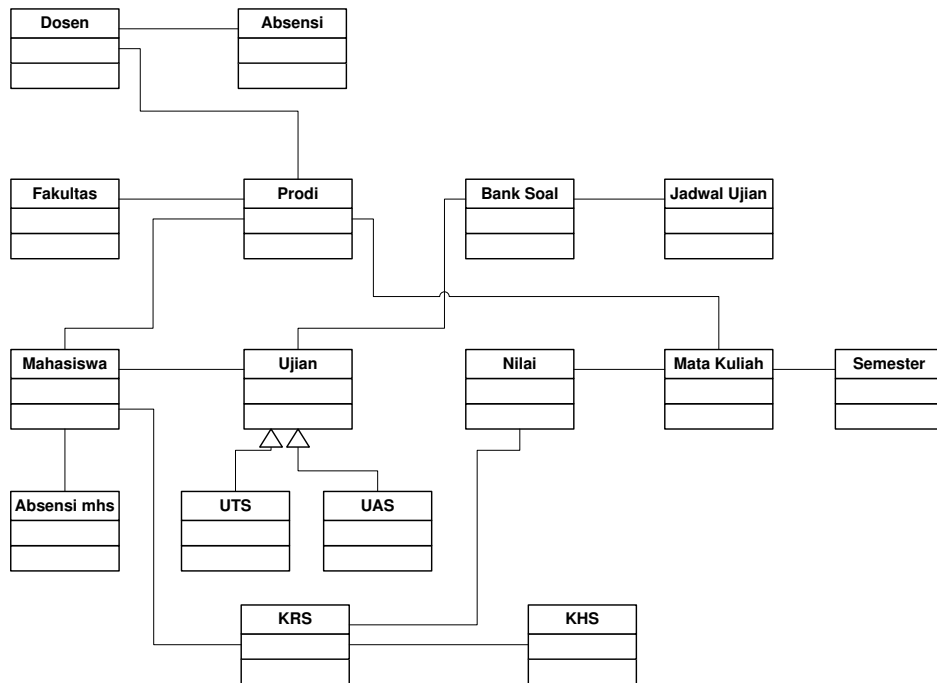 Dosen
Absensi
Fakultas
Prodi
Bank Soal
Jadwal Ujian
Mahasiswa
Ujian
Nilai
Mata Kuliah
Semester
Absensi mhs
UTS
UAS
KRS
KHS